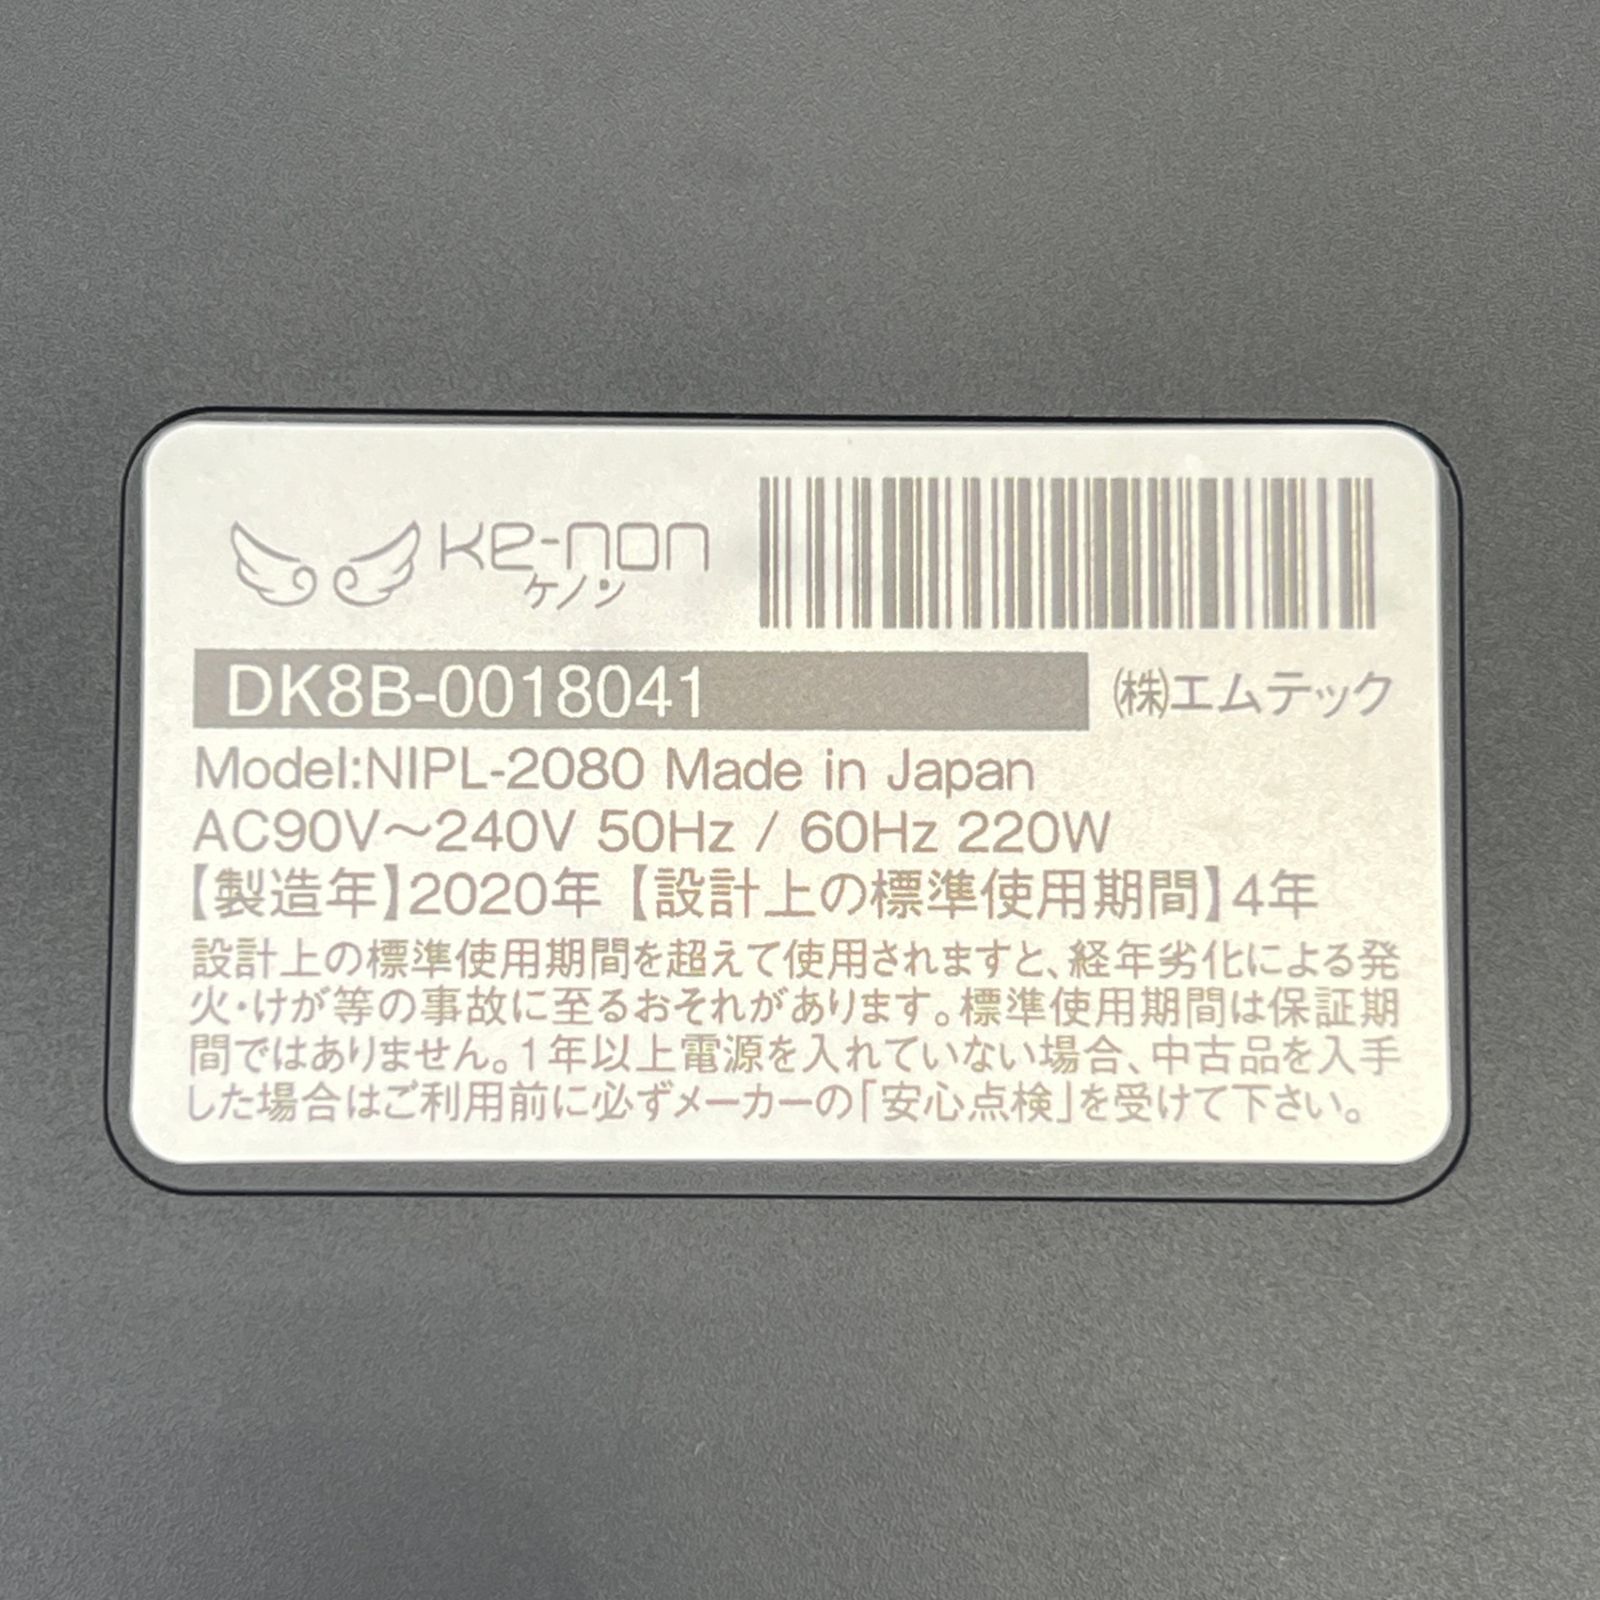 ke-non
ケノン
DK8B-0018041
㈱エムテック
Model:NIPL-2080 Made in Japan
AC90V～240V 50Hz / 60Hz 220W
【製造年】2020年【設計上の標準使用期間】4年
設計上の標準使用期間を超えて使用されますと、経年劣化による発
火・けが等の事故に至るおそれがあります。標準使用期間は保証期
間ではありません。1年以上電源を入れていない場合、中古品を入手
した場合はご利用前に必ずメーカーの「安心点検」を受けて下さい。